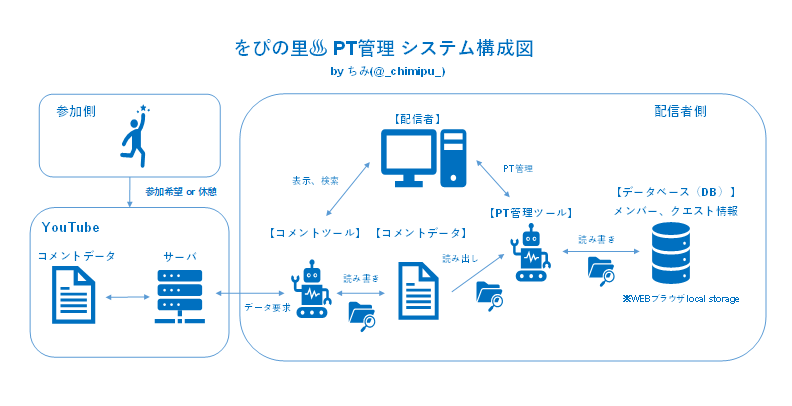 をぴの里♨ PT管理 システム構成図
by ちみ(@_chimipu_)
参加側
参加希望 or 休憩
YouTube
コメントデータ
サーバ
データ要求
配信者側
【配信者】
表示、検索
PT管理
【コメントツール】
読み書き
【コメントデータ】
読み出し
【PT管理ツール】
読み書き
【データベース（DB）】
メンバー、クエスト情報
※WEBブラウザlocal storage